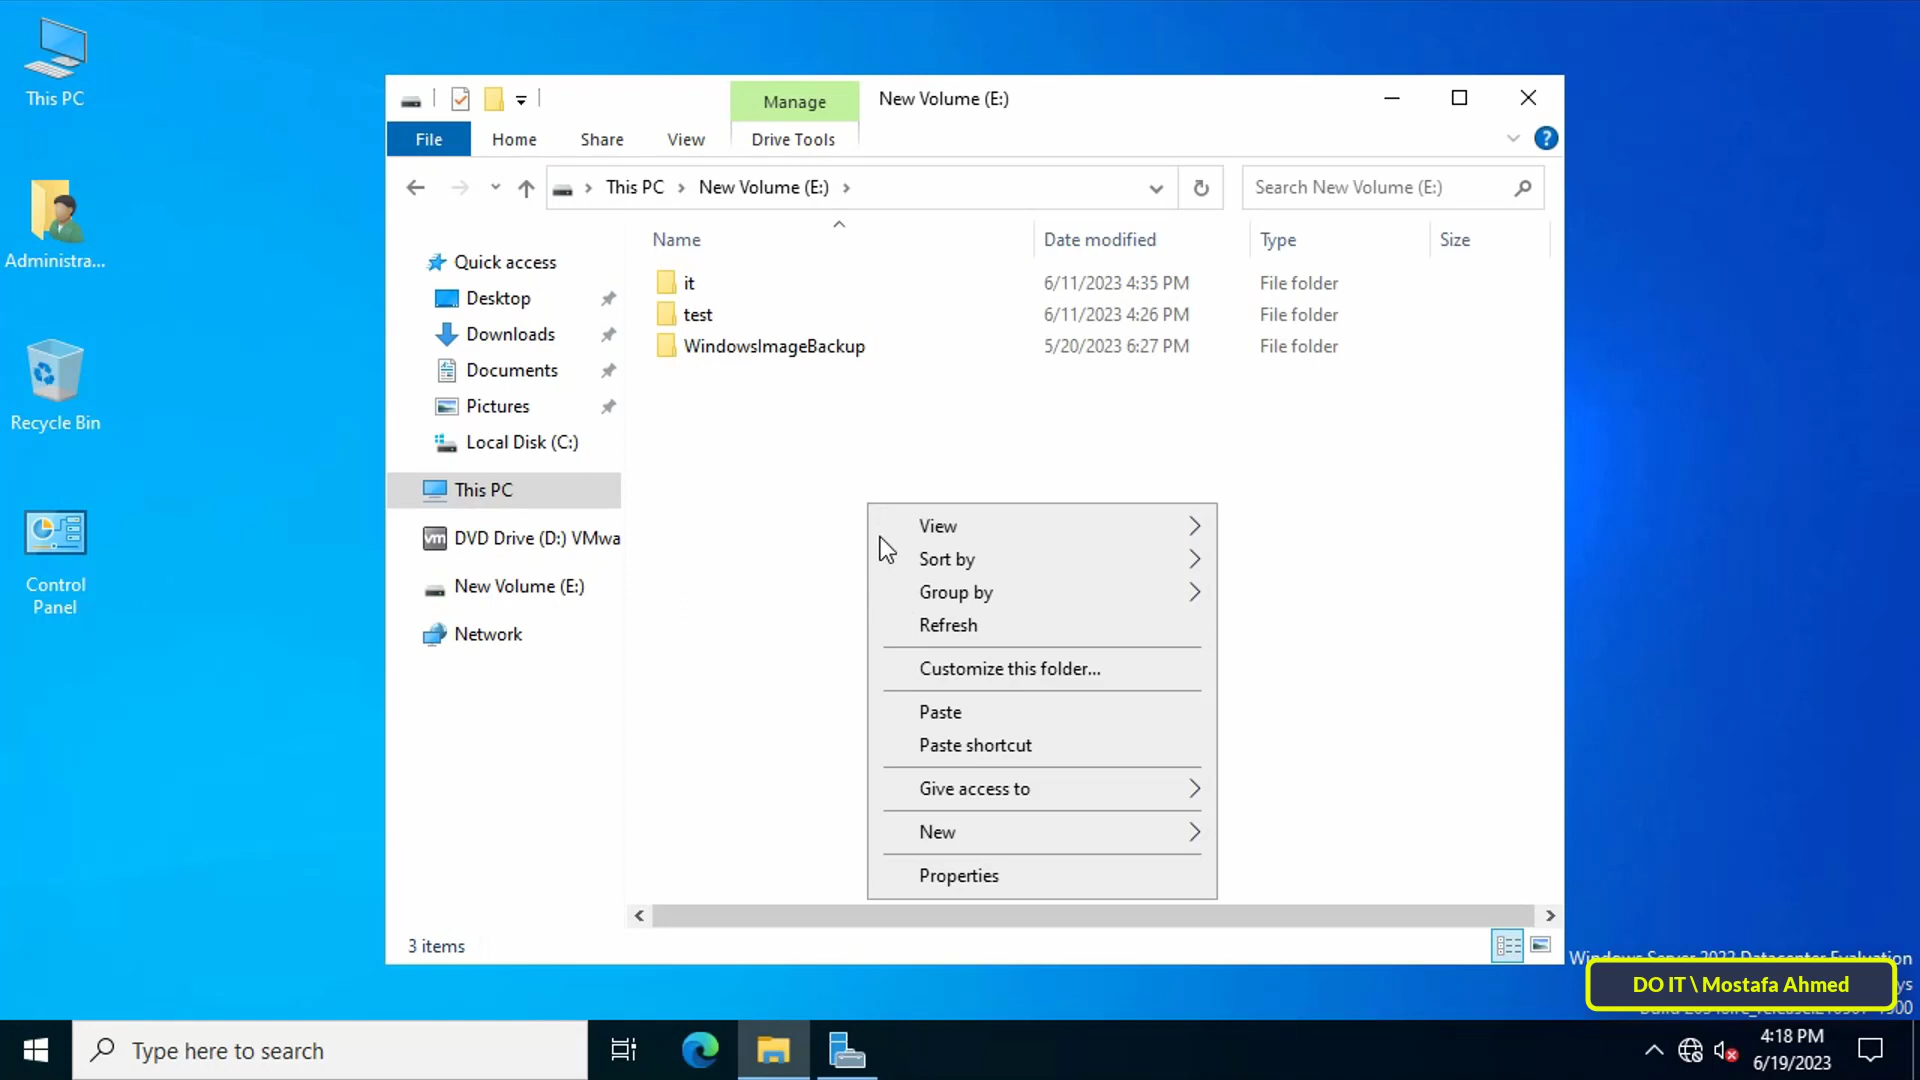 This PC
Administra...
Recycle Bin
Control
Panel
Manage
New Volume (E:)
File
Home
Share
View
Drive Tools
This PC
New Volume (E:)
Search New Volume (E:)
Name
Date modified
Type
Size
Quick access
Desktop
Downloads
Documents
Pictures
Local Disk (C:)
This PC
DVD Drive (D:) VMwa
New Volume (E:)
Network
it 6/11/2023 4:35 PM File folder
test 6/11/2023 4:26 PM File folder
WindowsImageBackup 5/20/2023 6:27 PM File folder
View
Sort by
Group by
Refresh
Customize this folder...
Paste
Paste shortcut
Give access to
New
Properties
3 items
DO IT \ Mostafa Ahmed
Type here to search
vm
4:18 PM
6/19/2023